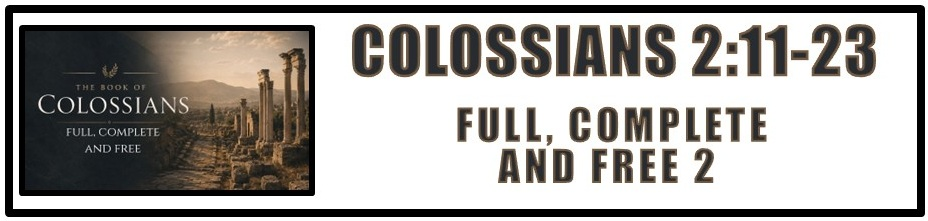 THE BOOK OF
COLOSSIANS
FULL, COMPLETE
AND FREE
COLOSSIANS 2:11-23
FULL, COMPLETE
AND FREE 2